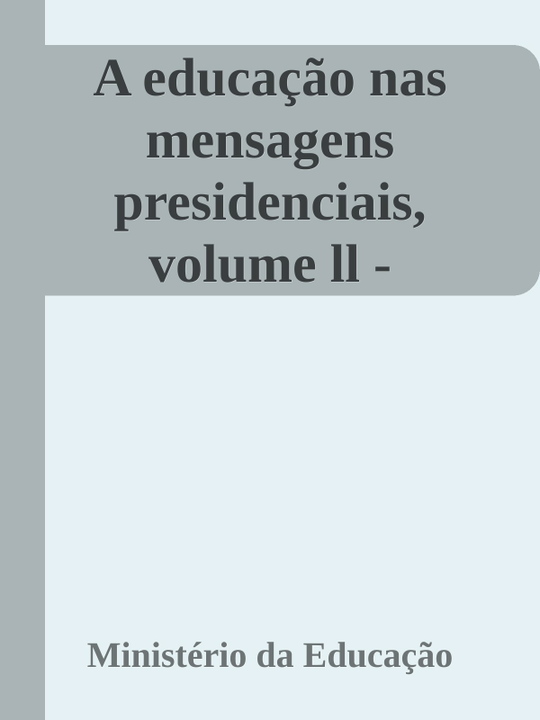 A educação nas
mensagens
presidenciais,
volume ll -
Ministério da Educação